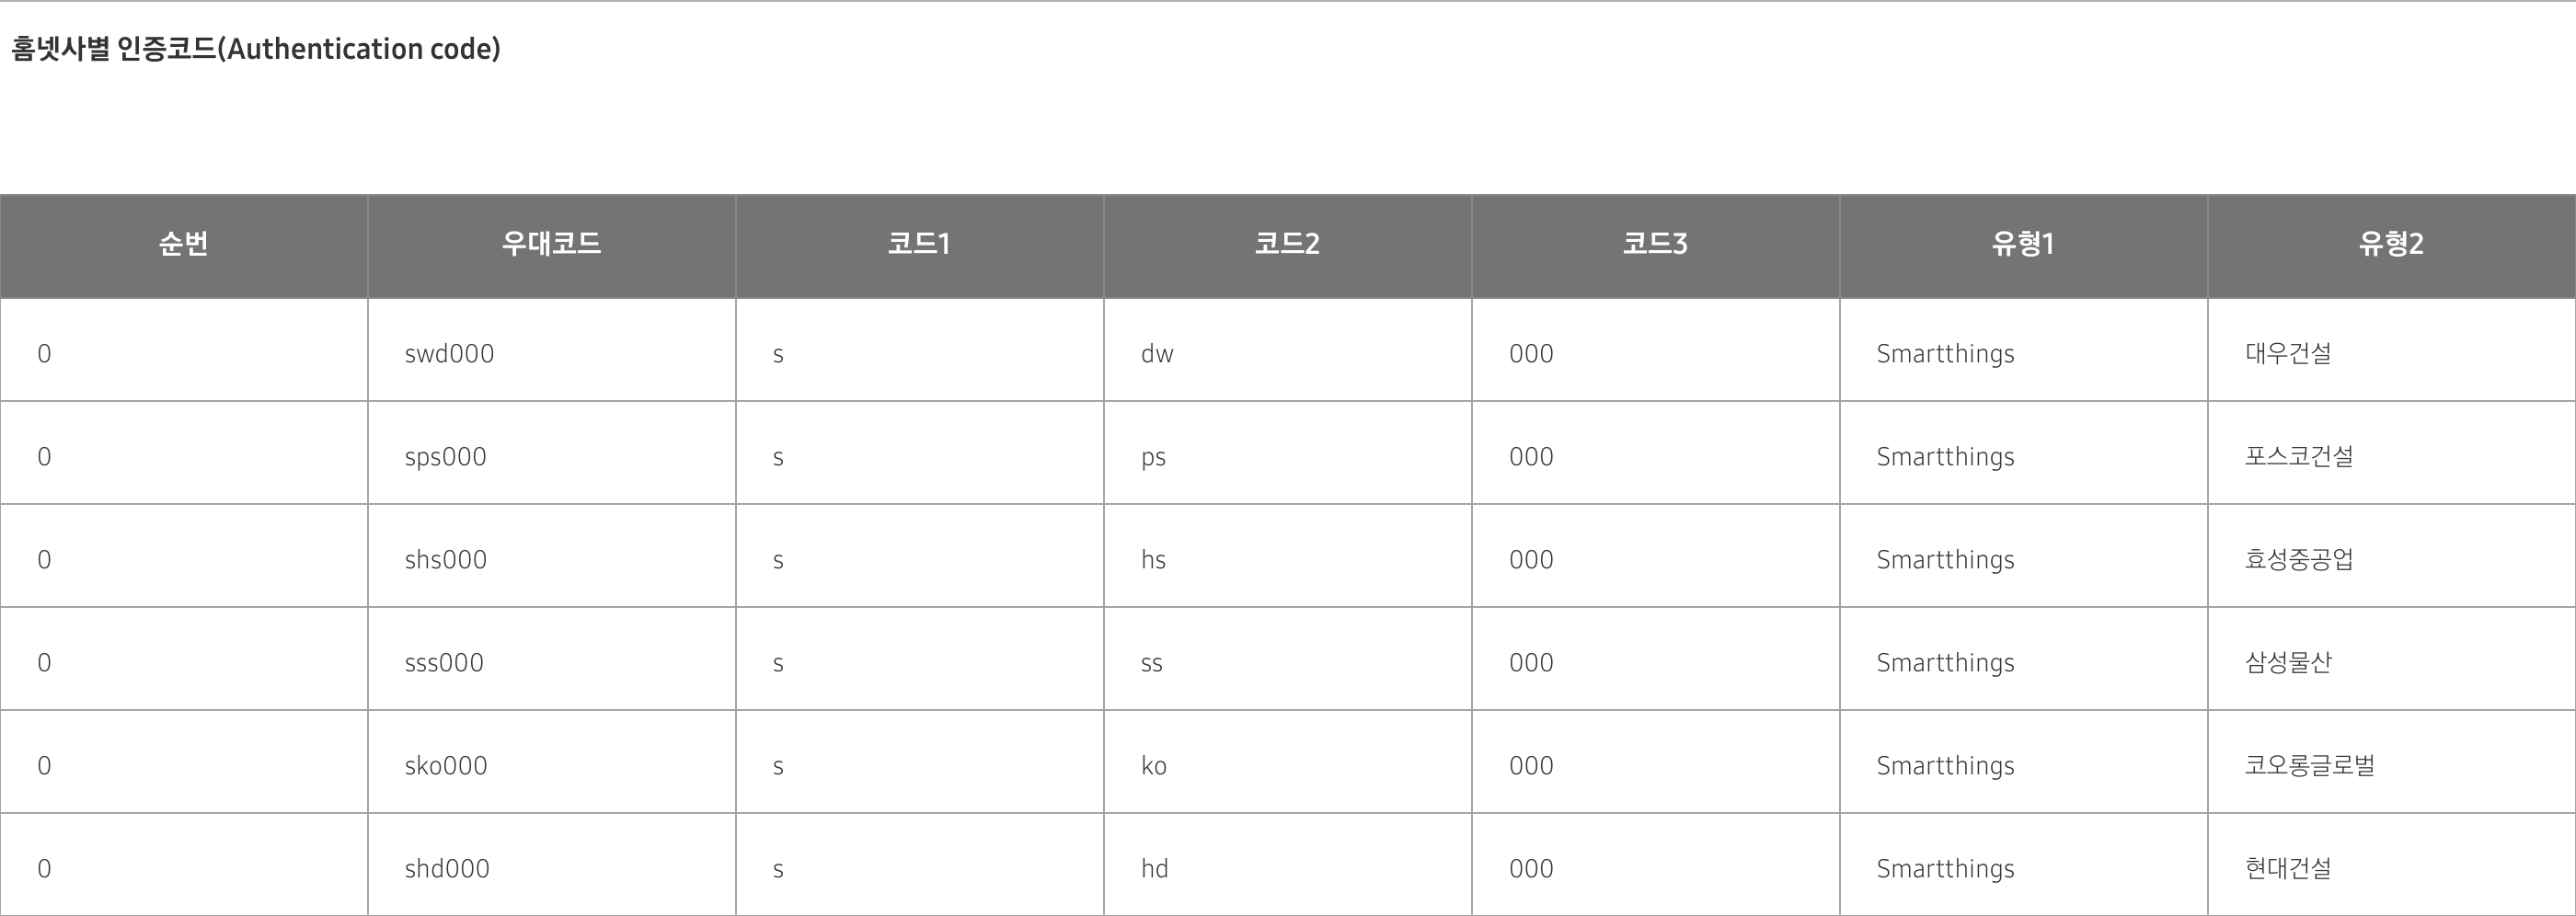 홈넷사별 인증코드(Authentication code)
순번 우대코드 코드1 코드2 코드3 유형1 유형2
0 swd000 s dw 000 Smartthings 대우건설
0 sps000 s ps 000 Smartthings 포스코건설
0 shs000 s hs 000 Smartthings 효성중공업
0 sss000 s ss 000 Smartthings 삼성물산
0 sko000 s ko 000 Smartthings 코오롱글로벌
0 shd000 s hd 000 Smartthings 현대건설